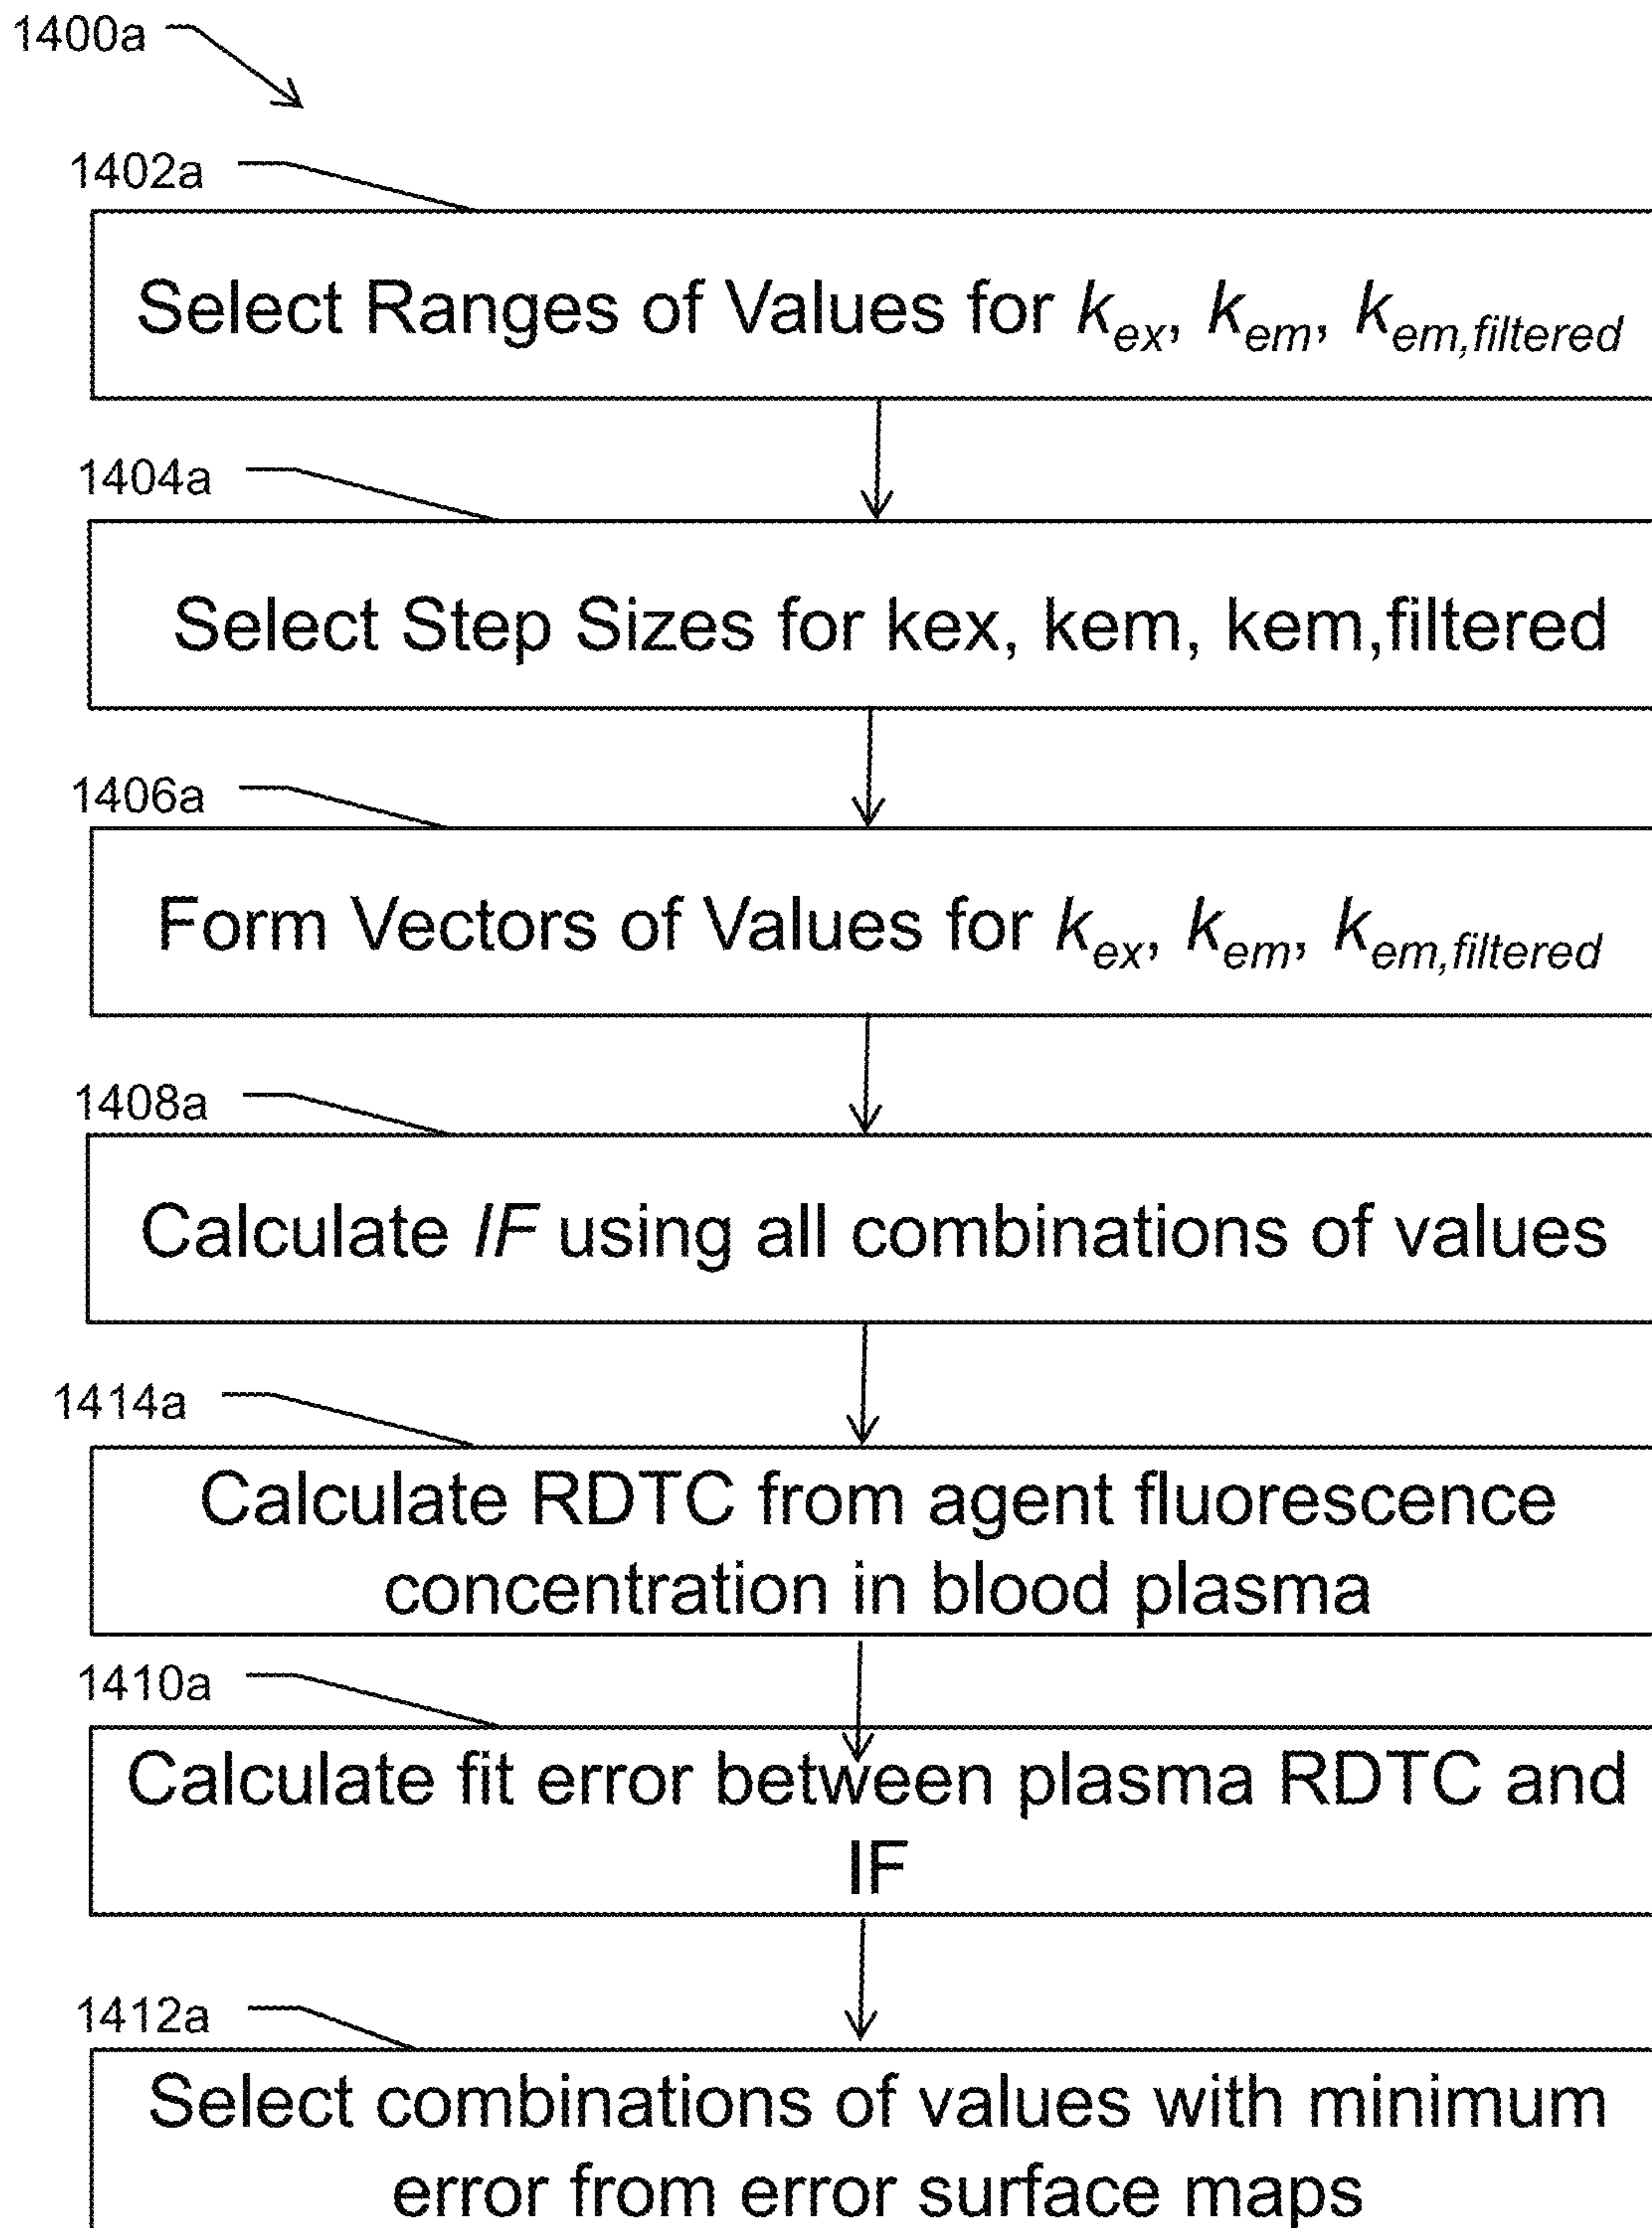 1400a
1402a
Select Ranges of Values for kex, kem, kem,filtered
1404a
Select Step Sizes for kex, kem, kem,filtered
1406a
Form Vectors of Values for kex, kem, kem,filtered
1408a
Calculate IF using all combinations of values
1414a
Calculate RDTC from agent fluorescence
concentration in blood plasma
1410a
Calculate fit error between plasma RDTC and
IF
1412a
Select combinations of values with minimum
error from error surface maps